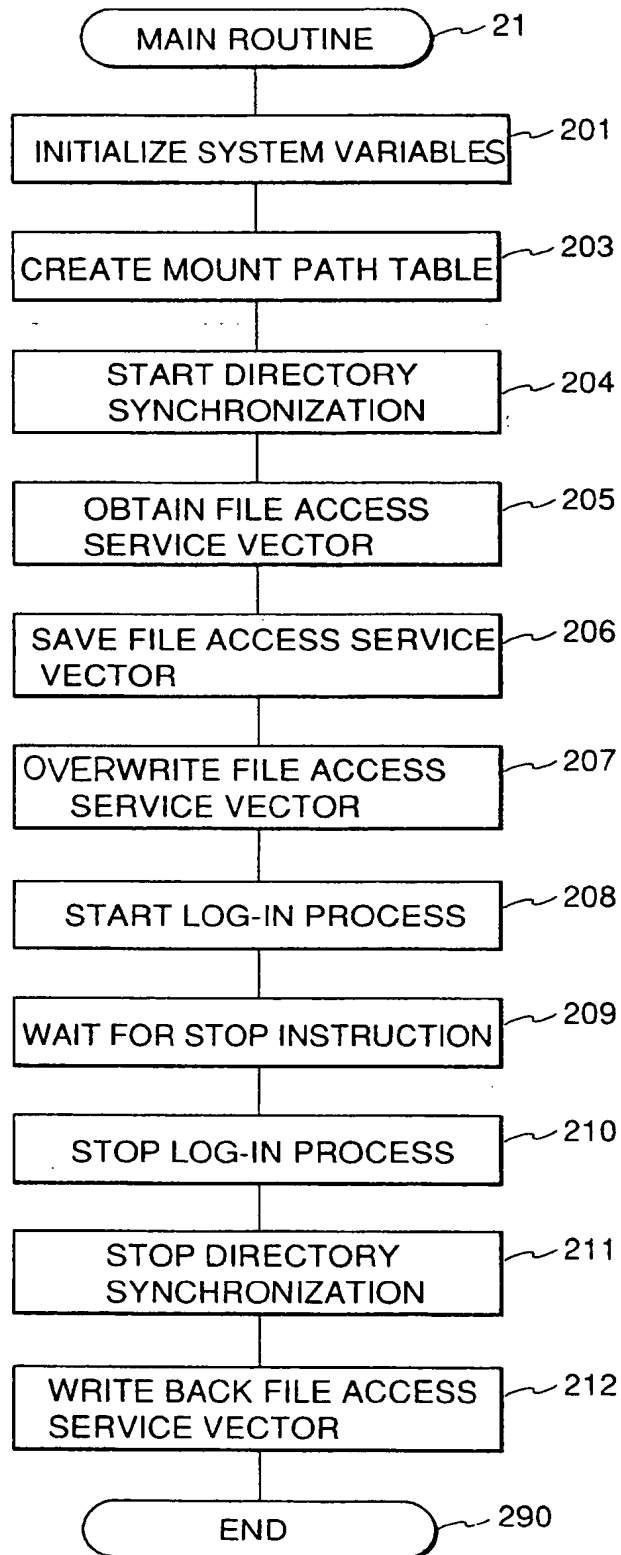 MAIN ROUTINE
21
INITIALIZE SYSTEM VARIABLES
201
CREATE MOUNT PATH TABLE
203
START DIRECTORY
SYNCHRONIZATION
204
OBTAIN FILE ACCESS
SERVICE VECTOR
205
SAVE FILE ACCESS SERVICE
VECTOR
206
OVERWRITE FILE ACCESS
SERVICE VECTOR
207
START LOG-IN PROCESS
208
WAIT FOR STOP INSTRUCTION
209
STOP LOG-IN PROCESS
210
STOP DIRECTORY
SYNCHRONIZATION
211
WRITE BACK FILE ACCESS
SERVICE VECTOR
212
END
290